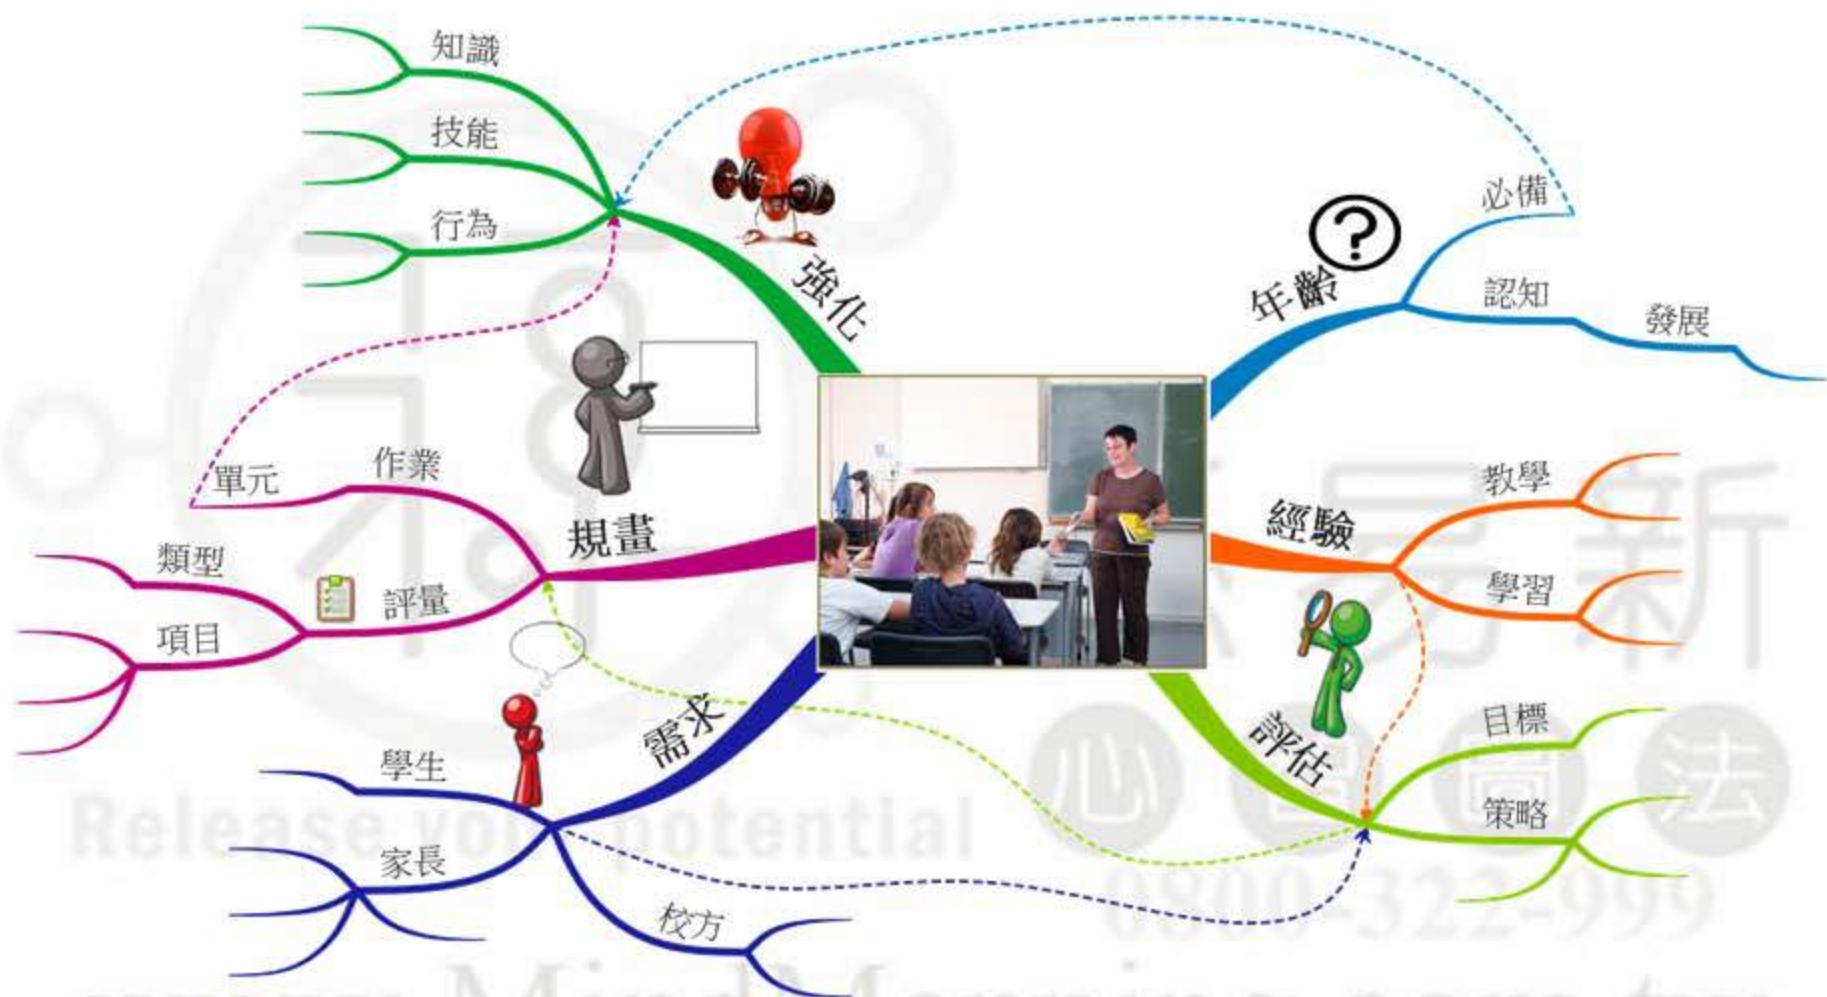 年齡
必備
認知
發展
經驗
教學
學習
評估
目標
策略
需求
學生
家長
校方
規畫
作業
單元
評量
類型
項目
強化
知識
技能
行為
易新
心智圖法
Release your potential
0800-322-999